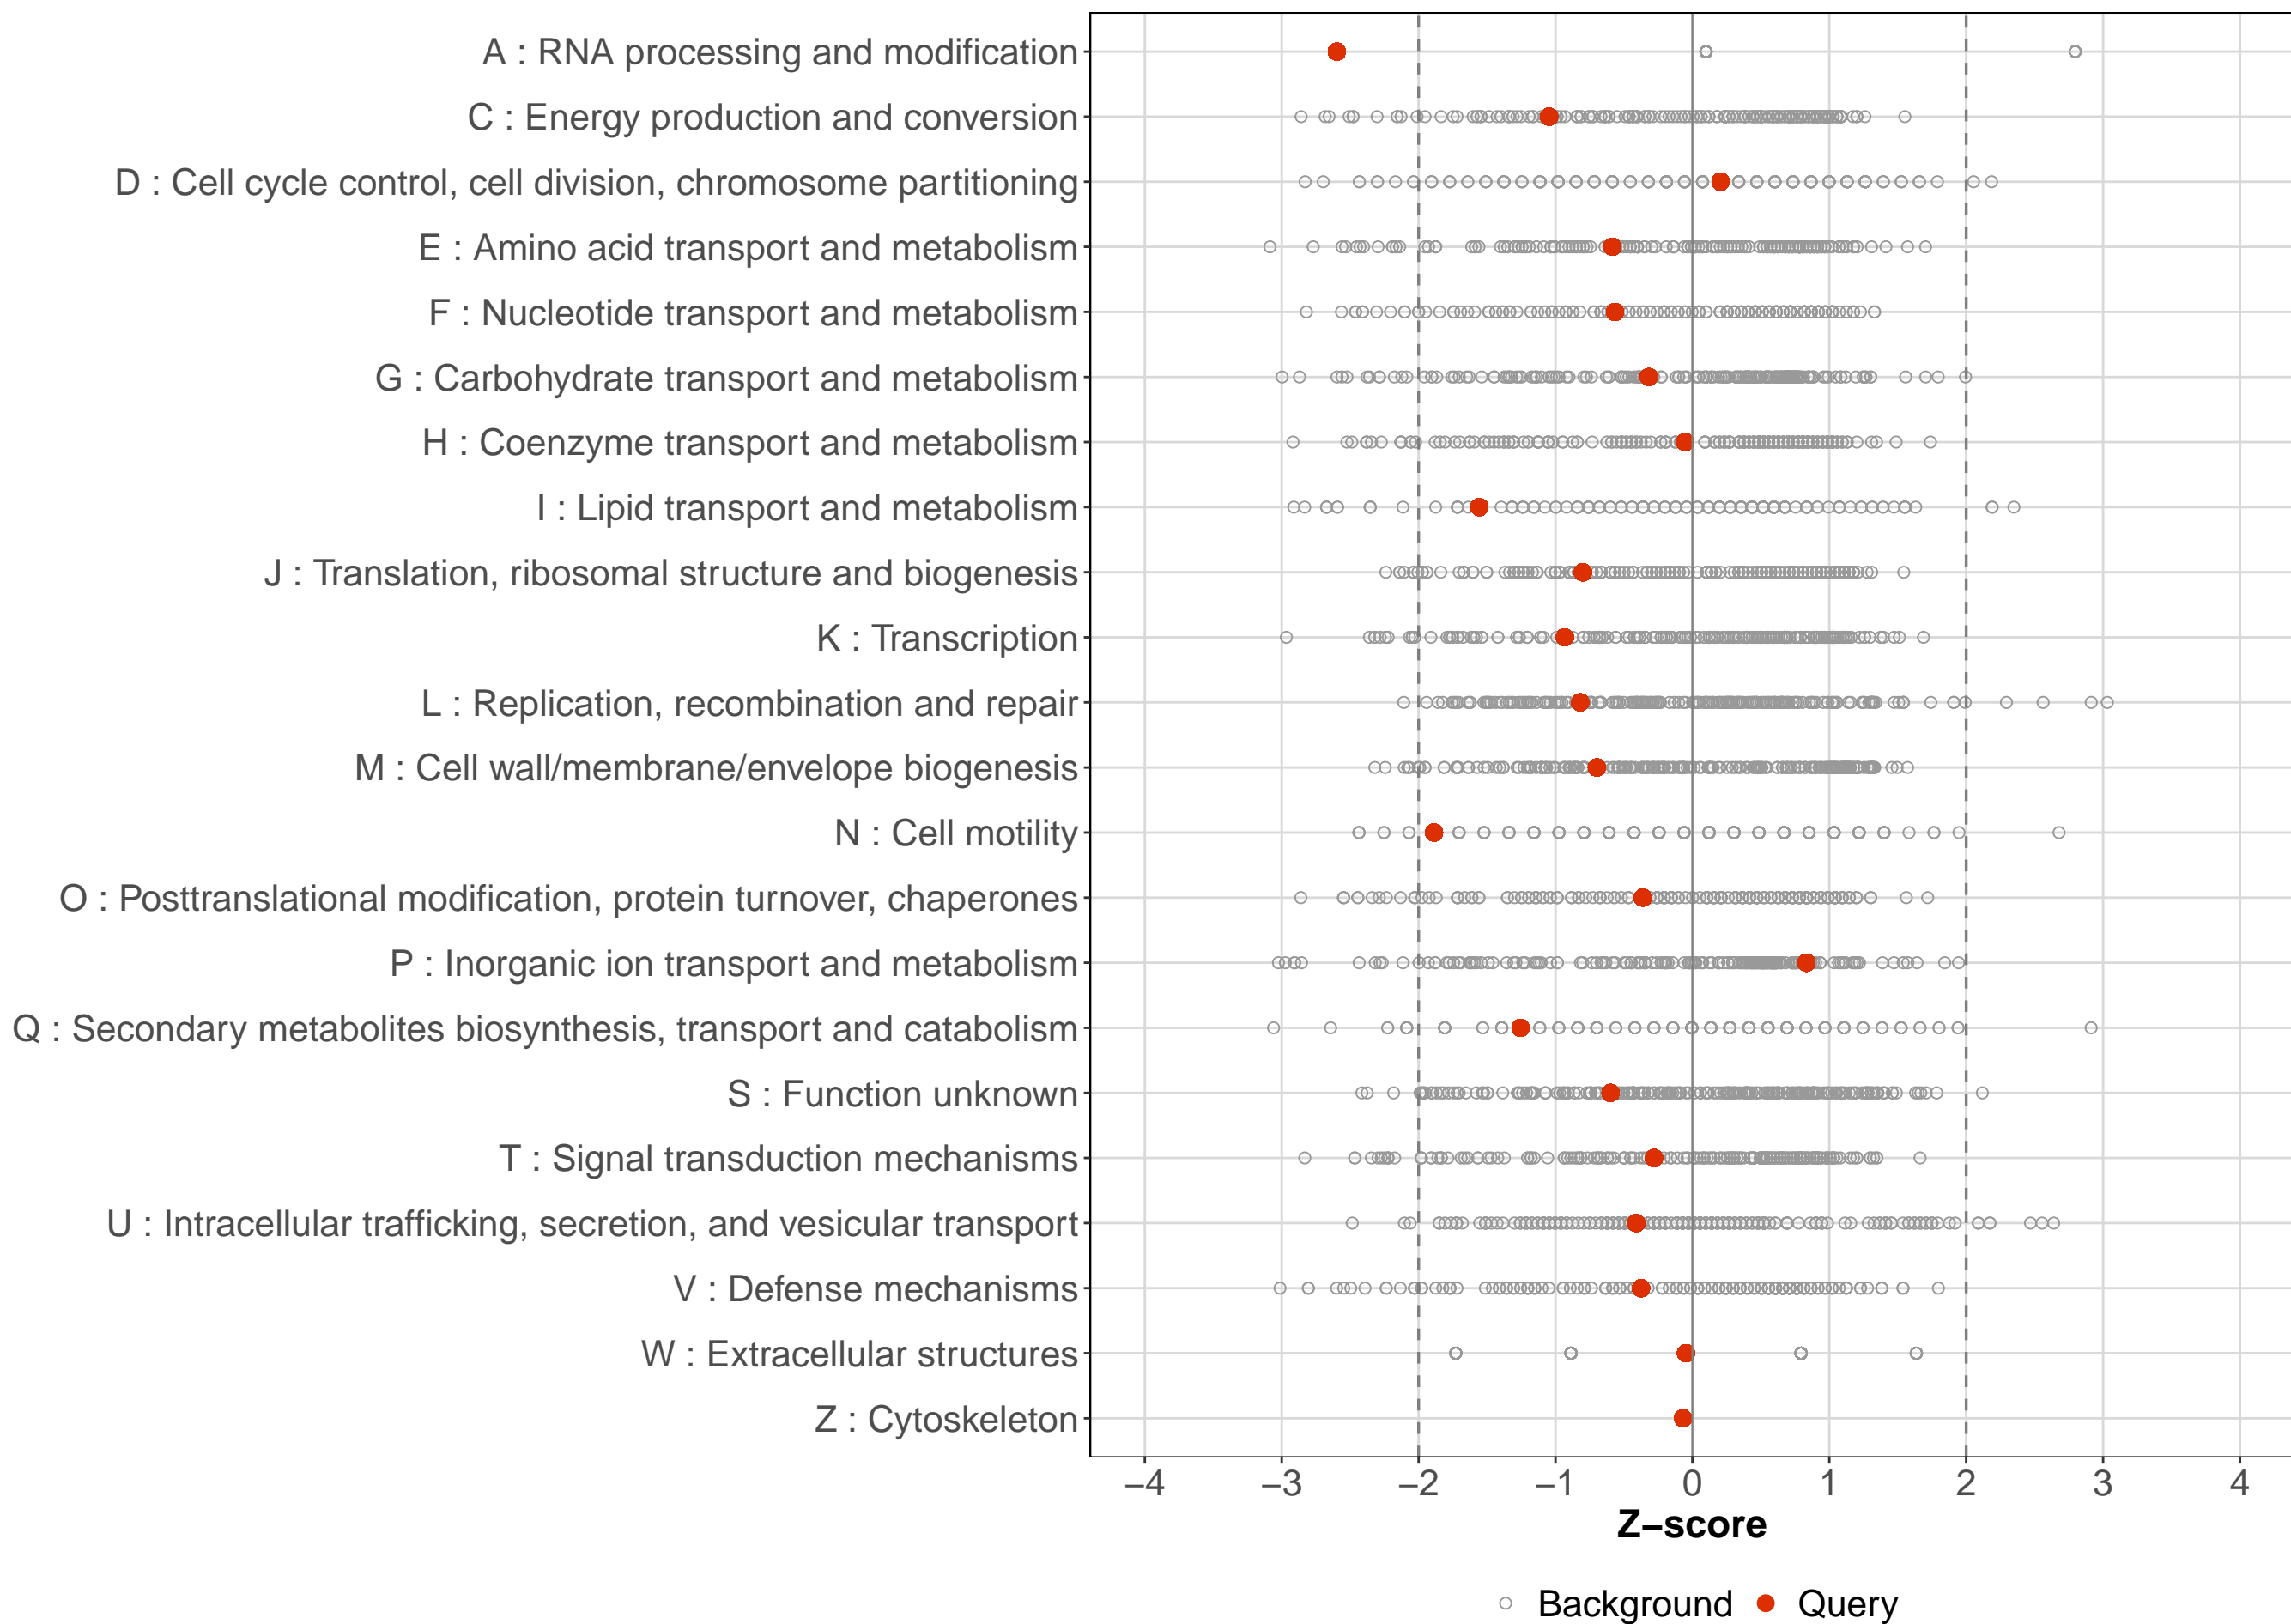 A : RNA processing and modification
C : Energy production and conversion
D : Cell cycle control, cell division, chromosome partitioning
E : Amino acid transport and metabolism
F : Nucleotide transport and metabolism
G : Carbohydrate transport and metabolism
H : Coenzyme transport and metabolism
I : Lipid transport and metabolism
J : Translation, ribosomal structure and biogenesis
K : Transcription
L : Replication, recombination and repair
M : Cell wall/membrane/envelope biogenesis
N : Cell motility
O : Posttranslational modification, protein turnover, chaperones
P : Inorganic ion transport and metabolism
Q : Secondary metabolites biosynthesis, transport and catabolism
S : Function unknown
T : Signal transduction mechanisms
U : Intracellular trafficking, secretion, and vesicular transport
V : Defense mechanisms
W : Extracellular structures
Z : Cytoskeleton
−4 −3 −2 −1 0 1 2 3 4
Z−score
Background Query